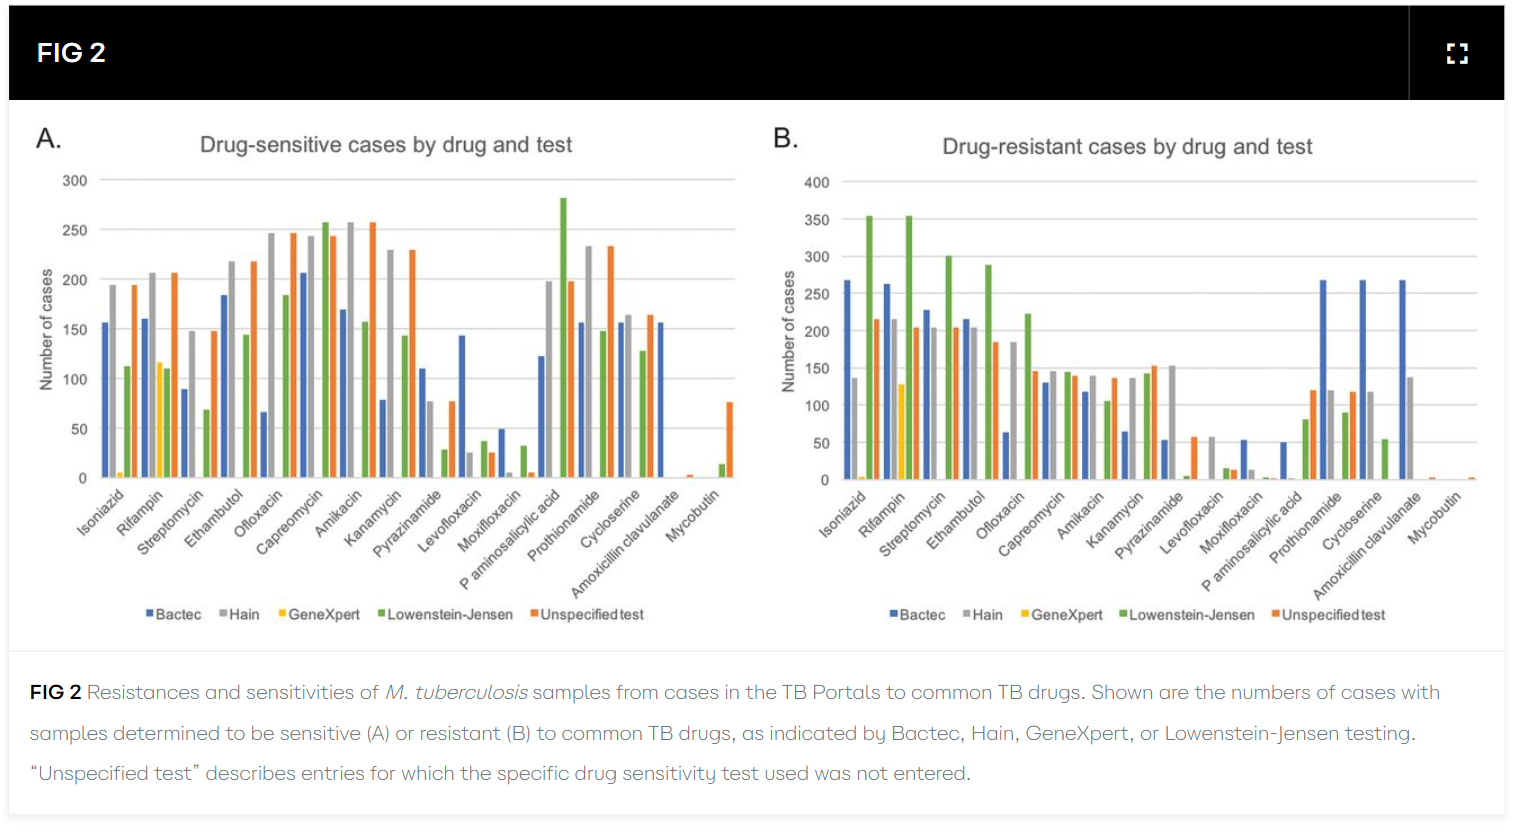 FIG 2
A.
Drug-sensitive cases by drug and test
Number of cases
300
250
200
150
100
50
0
Isoniazid
Rifampin
Streptomycin
Ethambutol
Ofloxacin
Capreomycin
Amikacin
Kanamycin
Pyrazinamide
Levofloxacin
Moxifloxacin
P aminosalicylic acid
Prothionamide
Cycloserine
Amoxicillin clavulanate
Mycobutin
Bactec Hain GeneXpert Lowenstein-Jensen Unspecified test
B.
Drug-resistant cases by drug and test
Number of cases
400
350
300
250
200
150
100
50
0
Isoniazid
Rifampin
Streptomycin
Ethambutol
Ofloxacin
Capreomycin
Amikacin
Kanamycin
Pyrazinamide
Levofloxacin
Moxifloxacin
P aminosalicylic acid
Prothionamide
Cycloserine
Amoxicillin clavulanate
Mycobutin
Bactec Hain GeneXpert Lowenstein-Jensen Unspecified test
FIG 2 Resistances and sensitivities of M. tuberculosis samples from cases in the TB Portals to common TB drugs. Shown are the numbers of cases with
samples determined to be sensitive (A) or resistant (B) to common TB drugs, as indicated by Bactec, Hain, GeneXpert, or Lowenstein-Jensen testing.
“Unspecified test” describes entries for which the specific drug sensitivity test used was not entered.